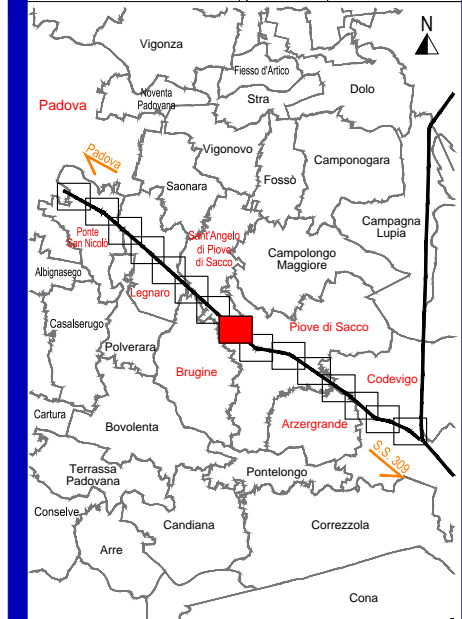 N
Vigonza
Fiesso d'Artico
Dolo
Noventa
Padovana
Stra
Padova
Padova
Vigonovo
Camponogara
Fossò
Saonara
Campagna
Lupia
Ponte
San Nicolò
Sant'Angelo
di Piove
di Sacco
Campolongo
Maggiore
Albignasego
Legnaro
Casalserugo
Piove di Sacco
Polverara
Brugine
Codevigo
Cartura
Bovolenta
Arzergrande
S.S. 309
Terrassa
Padovana
Pontelongo
Conselve
Candiana
Correzzola
Arre
Cona